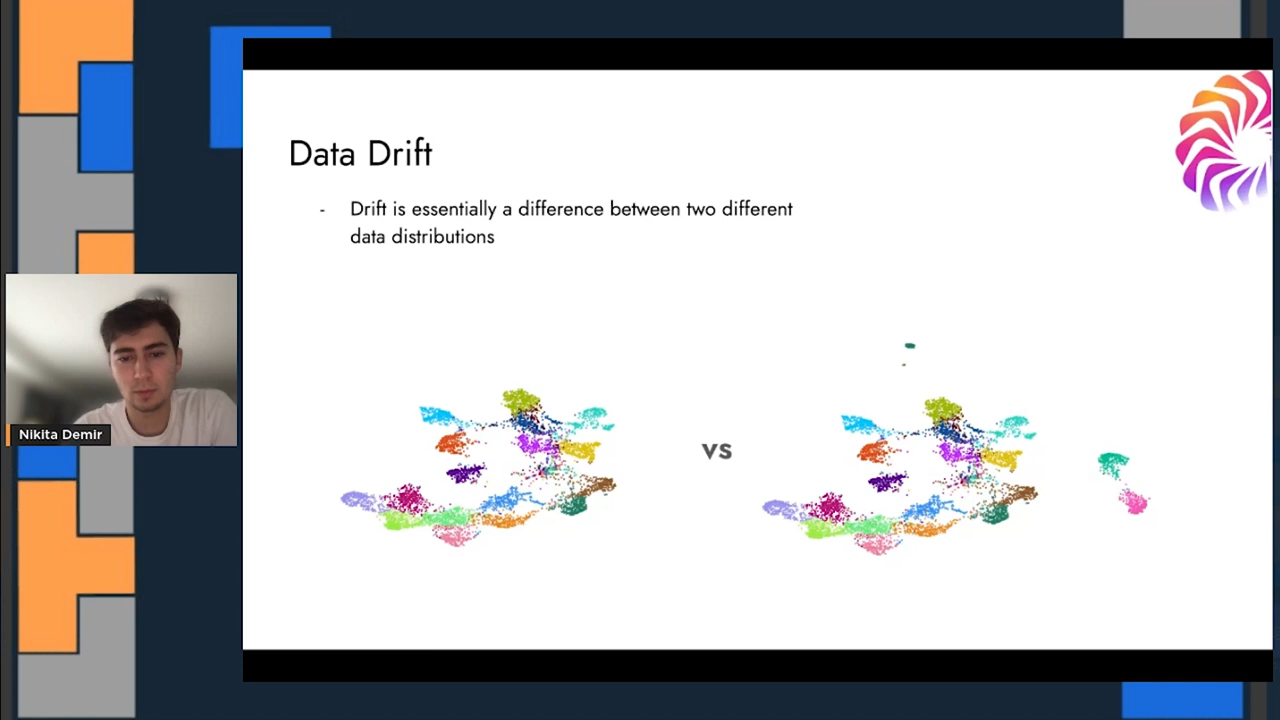 Data Drift
- Drift is essentially a difference between two different
data distributions
vs
Nikita Demir